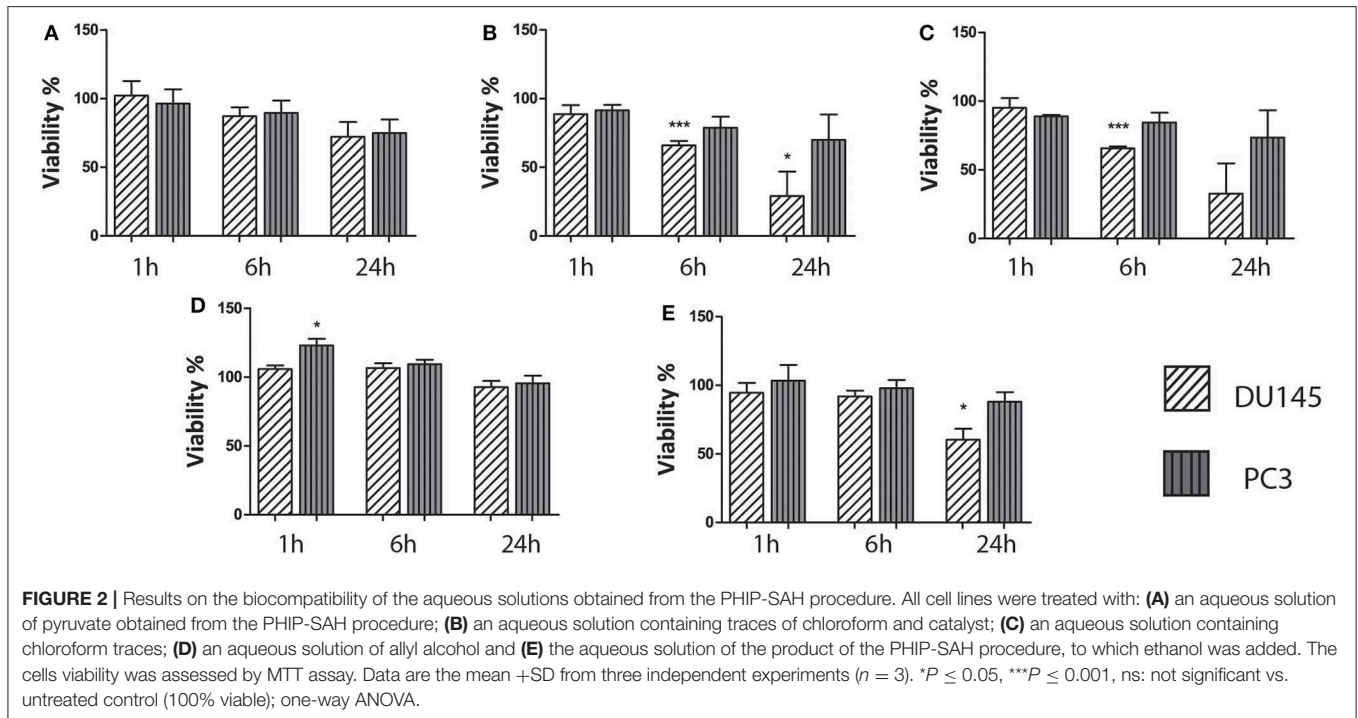 A
B
C
150
100
50
0
Viability %
1h
6h
24h
150
100
50
0
Viability %
***
*
1h
6h
24h
150
100
50
0
Viability %
***
1h
6h
24h
D
E
150
100
50
0
Viability %
*
1h
6h
24h
150
100
50
0
Viability %
*
1h
6h
24h
DU145
PC3
FIGURE 2 | Results on the biocompatibility of the aqueous solutions obtained from the PHIP-SAH procedure. All cell lines were treated with: (A) an aqueous solution
of pyruvate obtained from the PHIP-SAH procedure; (B) an aqueous solution containing traces of chloroform and catalyst; (C) an aqueous solution containing
chloroform traces; (D) an aqueous solution of allyl alcohol and (E) the aqueous solution of the product of the PHIP-SAH procedure, to which ethanol was added. The
cells viability was assessed by MTT assay. Data are the mean +SD from three independent experiments (n = 3). *P ≤ 0.05, ***P ≤ 0.001, ns: not significant vs.
untreated control (100% viable); one-way ANOVA.